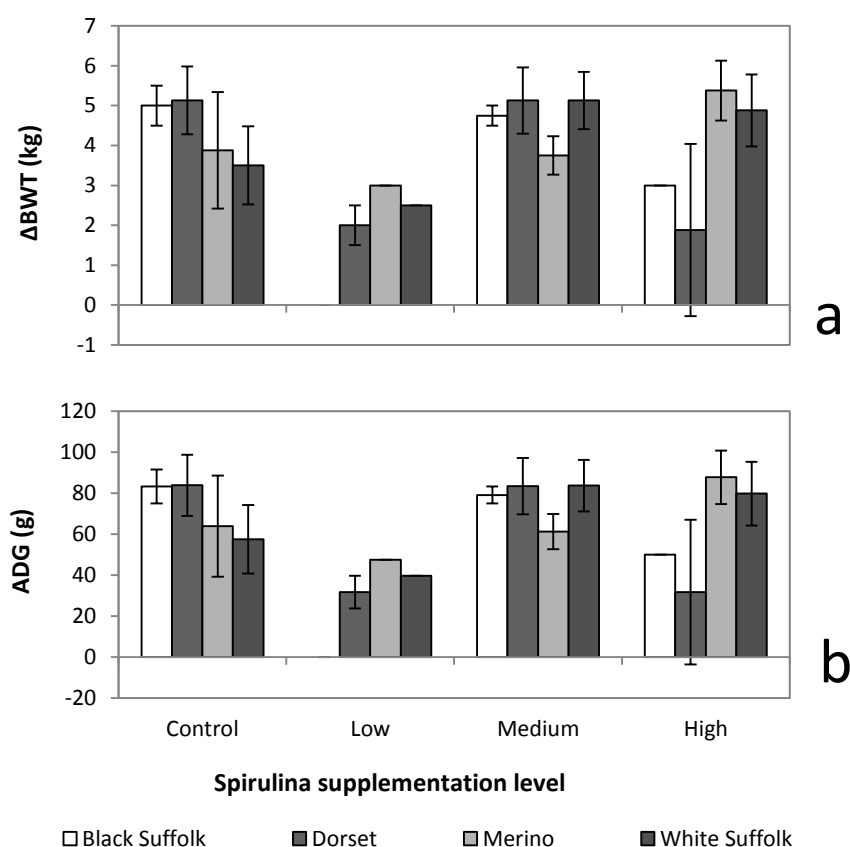 7
6
5
4
3
2
1
0
-1
ΔBWT (kg)
a
120
100
80
60
40
20
0
-20
ADG (g)
b
Control Low Medium High
Spirulina supplementation level
Black Suffolk Dorset Merino White Suffolk